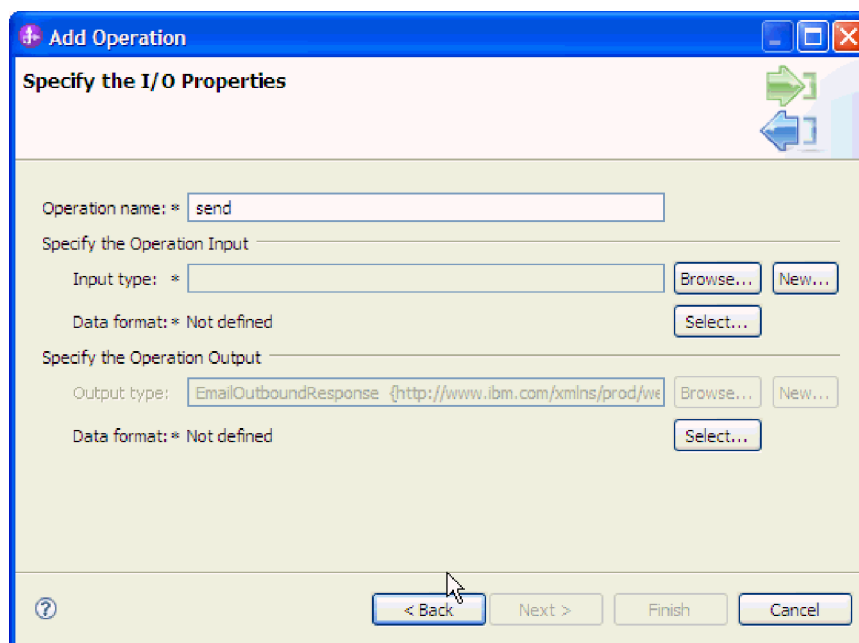 Add Operation
Specify the I/O Properties
Operation name: * send
Specify the Operation Input
Input type: * Browse... New...
Data format: * Not defined Select...
Specify the Operation Output
Output type: EmailOutboundResponse {http://www.ibm.com/xmlns/prod/we Browse... New...
Data format: * Not defined Select...
? < Back Next > Finish Cancel